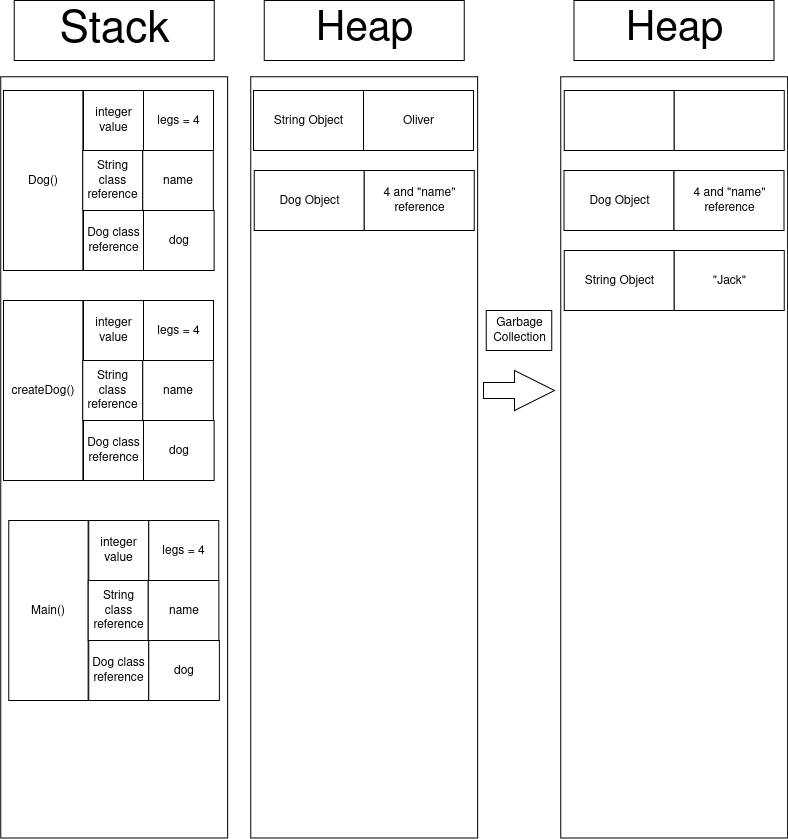 Stack
Heap
Heap
Dog()
integer
value
legs = 4
String
class
reference
name
Dog class
reference
dog
createDog()
integer
value
legs = 4
String
class
reference
name
Dog class
reference
dog
Main()
integer
value
legs = 4
String
class
reference
name
Dog class
reference
dog
String Object
Oliver
Dog Object
4 and "name"
reference
Garbage
Collection
Dog Object
4 and "name"
reference
String Object
"Jack"